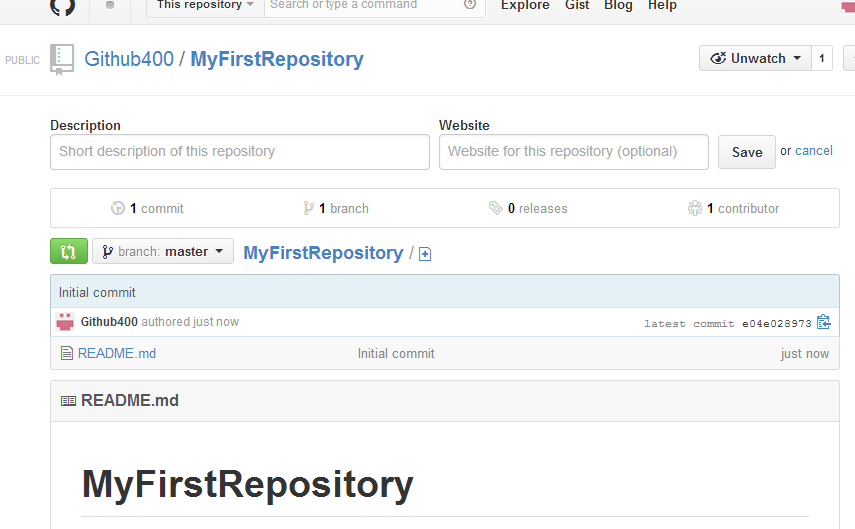 This repository Search or type a command Explore Gist Blog Help
PUBLIC Github400 / MyFirstRepository Unwatch 1
Description Website
Short description of this repository Website for this repository (optional) Save or cancel
1 commit 1 branch 0 releases 1 contributor
branch: master MyFirstRepository /
Initial commit
Github400 authored just now latest commit e04e028973
README.md Initial commit just now
README.md
MyFirstRepository